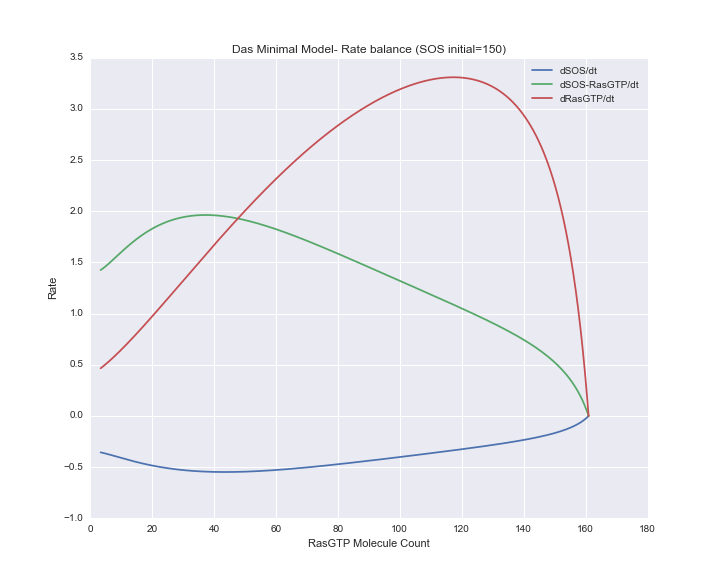 Das Minimal Model- Rate balance (SOS initial=150)
3.5
3.0
2.5
2.0
1.5
1.0
0.5
0.0
−0.5
−1.0
Rate
dSOS/dt
dSOS-RasGTP/dt
dRasGTP/dt
0 20 40 60 80 100 120 140 160 180
RasGTP Molecule Count